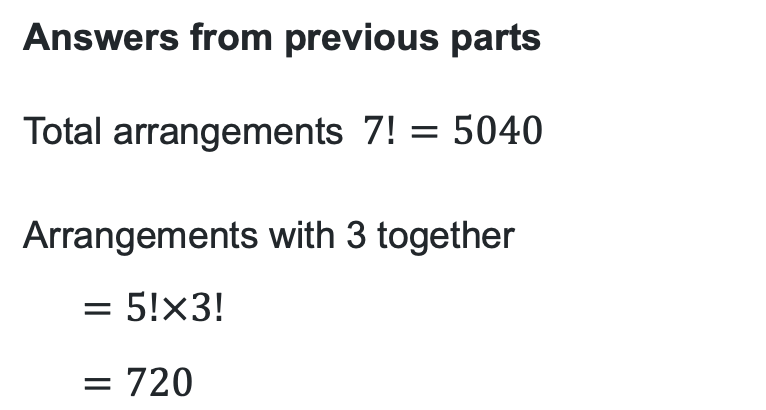 Answers from previous parts
Total arrangements 7! = 5040
Arrangements with 3 together
= 5!×3!
= 720